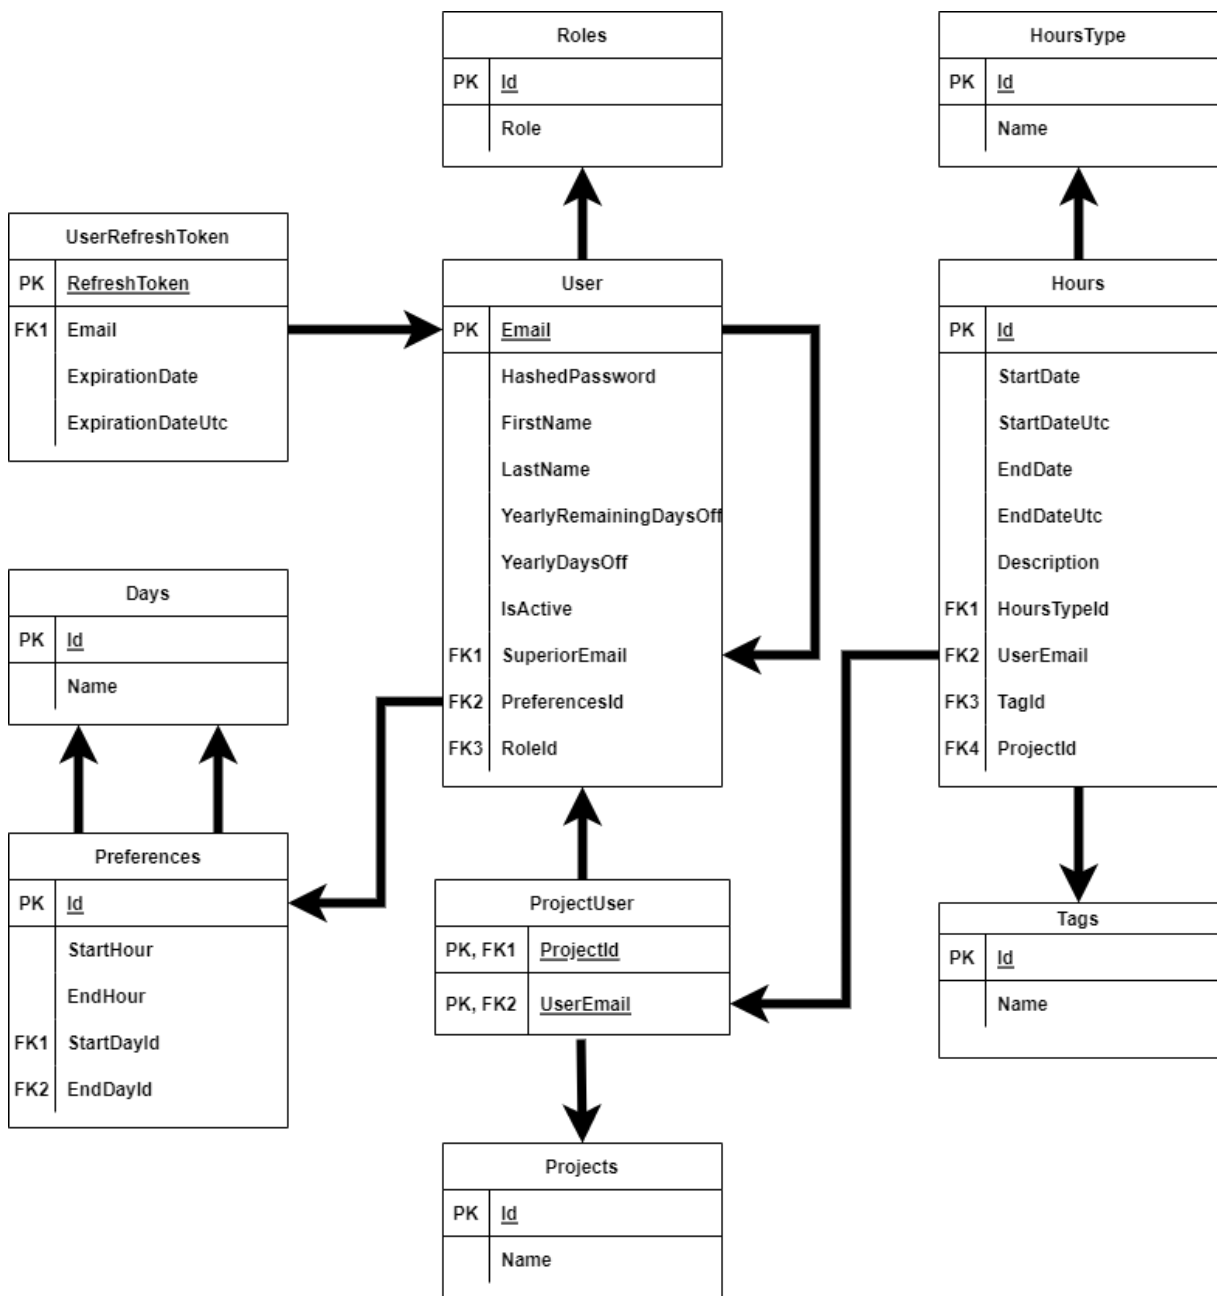 Roles
PK Id
Role
HoursType
PK Id
Name
UserRefreshToken
PK RefreshToken
FK1 Email
ExpirationDate
ExpirationDateUtc
User
PK Email
HashedPassword
FirstName
LastName
YearlyRemainingDaysOff
YearlyDaysOff
IsActive
FK1 SuperiorEmail
FK2 PreferencesId
FK3 RoleId
Hours
PK Id
StartDate
StartDateUtc
EndDate
EndDateUtc
Description
FK1 HoursTypeId
FK2 UserEmail
FK3 TagId
FK4 ProjectId
Days
PK Id
Name
Preferences
PK Id
StartHour
EndHour
FK1 StartDayId
FK2 EndDayId
ProjectUser
PK, FK1 ProjectId
PK, FK2 UserEmail
Tags
PK Id
Name
Projects
PK Id
Name